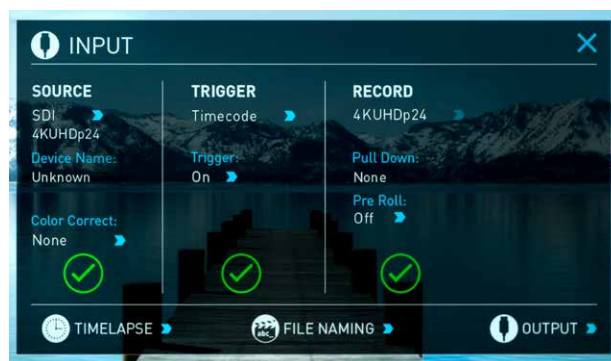 INPUT
SOURCE
SDI
4KUHDp24
Device Name:
Unknown
Color Correct:
None
TRIGGER
Timecode
Trigger:
On
RECORD
4KUHDp24
Pull Down:
None
Pre Roll:
Off
TIMELAPSE
abc
FILE NAMING
OUTPUT